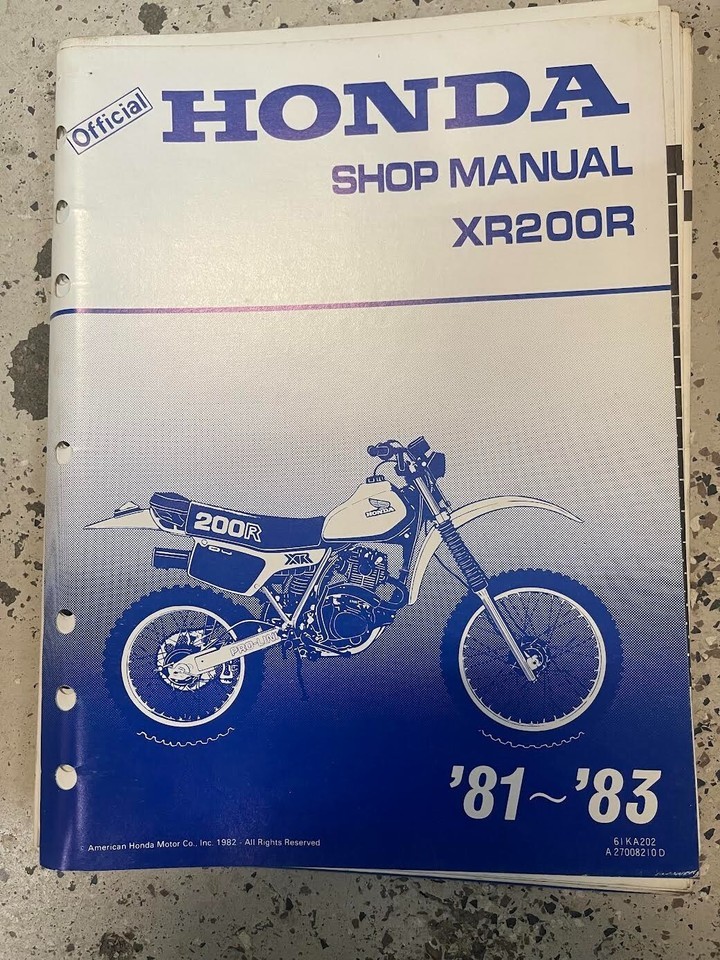 Official
HONDA
SHOP MANUAL
XR200R
HONDA
200R
XR
PRO-LINK
'81~'83
American Honda Motor Co., Inc. 1982 - All Rights Reserved
61KA202
A27008210D